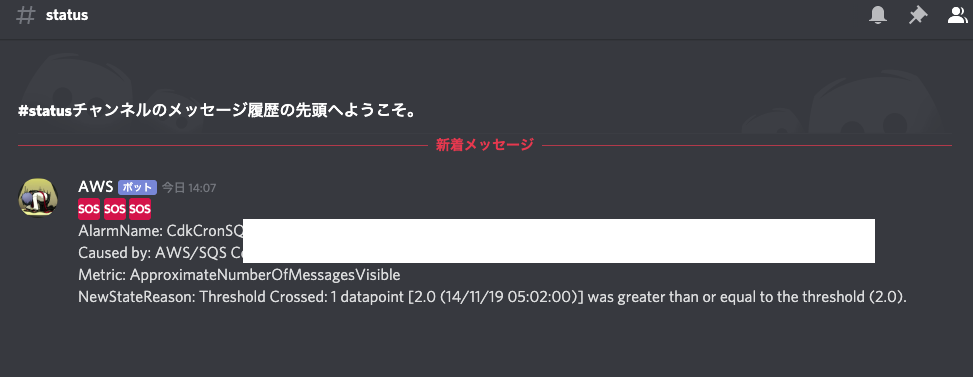 # status
#statusチャンネルのメッセージ履歴の先頭へようこそ。
新着メッセージ
AWS ボット 今日 14:07
SOS SOS SOS
AlarmName: CdkCronSQ
Caused by: AWS/SQS
Metric: ApproximateNumberOfMessagesVisible
NewStateReason: Threshold Crossed: 1 datapoint [2.0 (14/11/19 05:02:00)] was greater than or equal to the threshold (2.0).